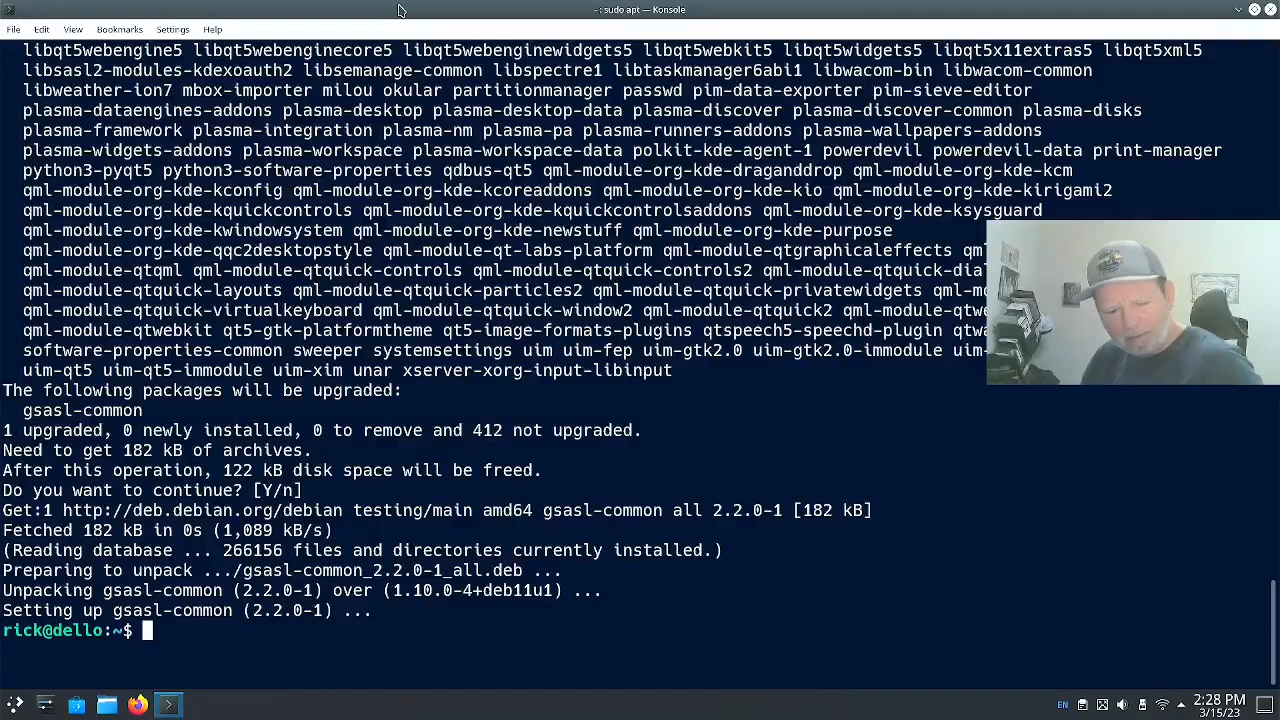 ~ : sudo apt — Konsole
File Edit View Bookmarks Settings Help
libqt5webengine5 libqt5webenginecore5 libqt5webenginewidgets5 libqt5webkit5 libqt5widgets5 libqt5x11extras5 libqt5xml5
libsasl2-modules-kdexoauth2 libsemanage-common libspectre1 libtaskmanager6abi1 libwacom-bin libwacom-common
libweather-ion7 mbox-importer milou okular partitionmanager passwd pim-data-exporter pim-sieve-editor
plasma-dataengines-addons plasma-desktop plasma-desktop-data plasma-discover plasma-discover-common plasma-disks
plasma-framework plasma-integration plasma-nm plasma-pa plasma-runners-addons plasma-wallpapers-addons
plasma-widgets-addons plasma-workspace plasma-workspace-data polkit-kde-agent-1 powerdevil powerdevil-data print-manager
python3-pyqt5 python3-software-properties qdbus-qt5 qml-module-org-kde-draganddrop qml-module-org-kde-kcm
qml-module-org-kde-kconfig qml-module-org-kde-kcoreaddons qml-module-org-kde-kio qml-module-org-kde-kirigami2
qml-module-org-kde-kquickcontrols qml-module-org-kde-kquickcontrolsaddons qml-module-org-kde-ksysguard
qml-module-org-kde-kwindowsystem qml-module-org-kde-newstuff qml-module-org-kde-purpose
qml-module-org-kde-qqc2desktopstyle qml-module-qt-labs-platform qml-module-qtgraphicaleffects
qml-module-qtqml qml-module-qtquick-controls qml-module-qtquick-controls2
qml-module-qtquick-layouts qml-module-qtquick-particles2 qml-module-qtquick-privatewidgets
qml-module-qtquick-virtualkeyboard qml-module-qtquick-window2 qml-module-qtquick2
qml-module-qtwebkit qt5-gtk-platformtheme qt5-image-formats-plugins qtspeech5-speechd-plugin
software-properties-common sweeper systemsettings uim uim-fep uim-gtk2.0 uim-gtk2.0-immodule
uim-qt5 uim-qt5-immodule uim-xim unar xserver-xorg-input-libinput
The following packages will be upgraded:
gsasl-common
1 upgraded, 0 newly installed, 0 to remove and 412 not upgraded.
Need to get 182 kB of archives.
After this operation, 122 kB disk space will be freed.
Do you want to continue? [Y/n]
Get:1 http://deb.debian.org/debian testing/main amd64 gsasl-common all 2.2.0-1 [182 kB]
Fetched 182 kB in 0s (1,089 kB/s)
(Reading database ... 266156 files and directories currently installed.)
Preparing to unpack .../gsasl-common_2.2.0-1_all.deb ...
Unpacking gsasl-common (2.2.0-1) over (1.10.0-4+deb11u1) ...
Setting up gsasl-common (2.2.0-1) ...
rick@dello:~$
EN
2:28 PM
3/15/23